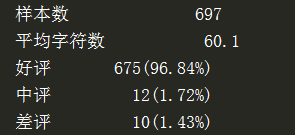 样本数 697
平均字符数 60.1
好评 675(96.84%)
中评 12(1.72%)
差评 10(1.43%)